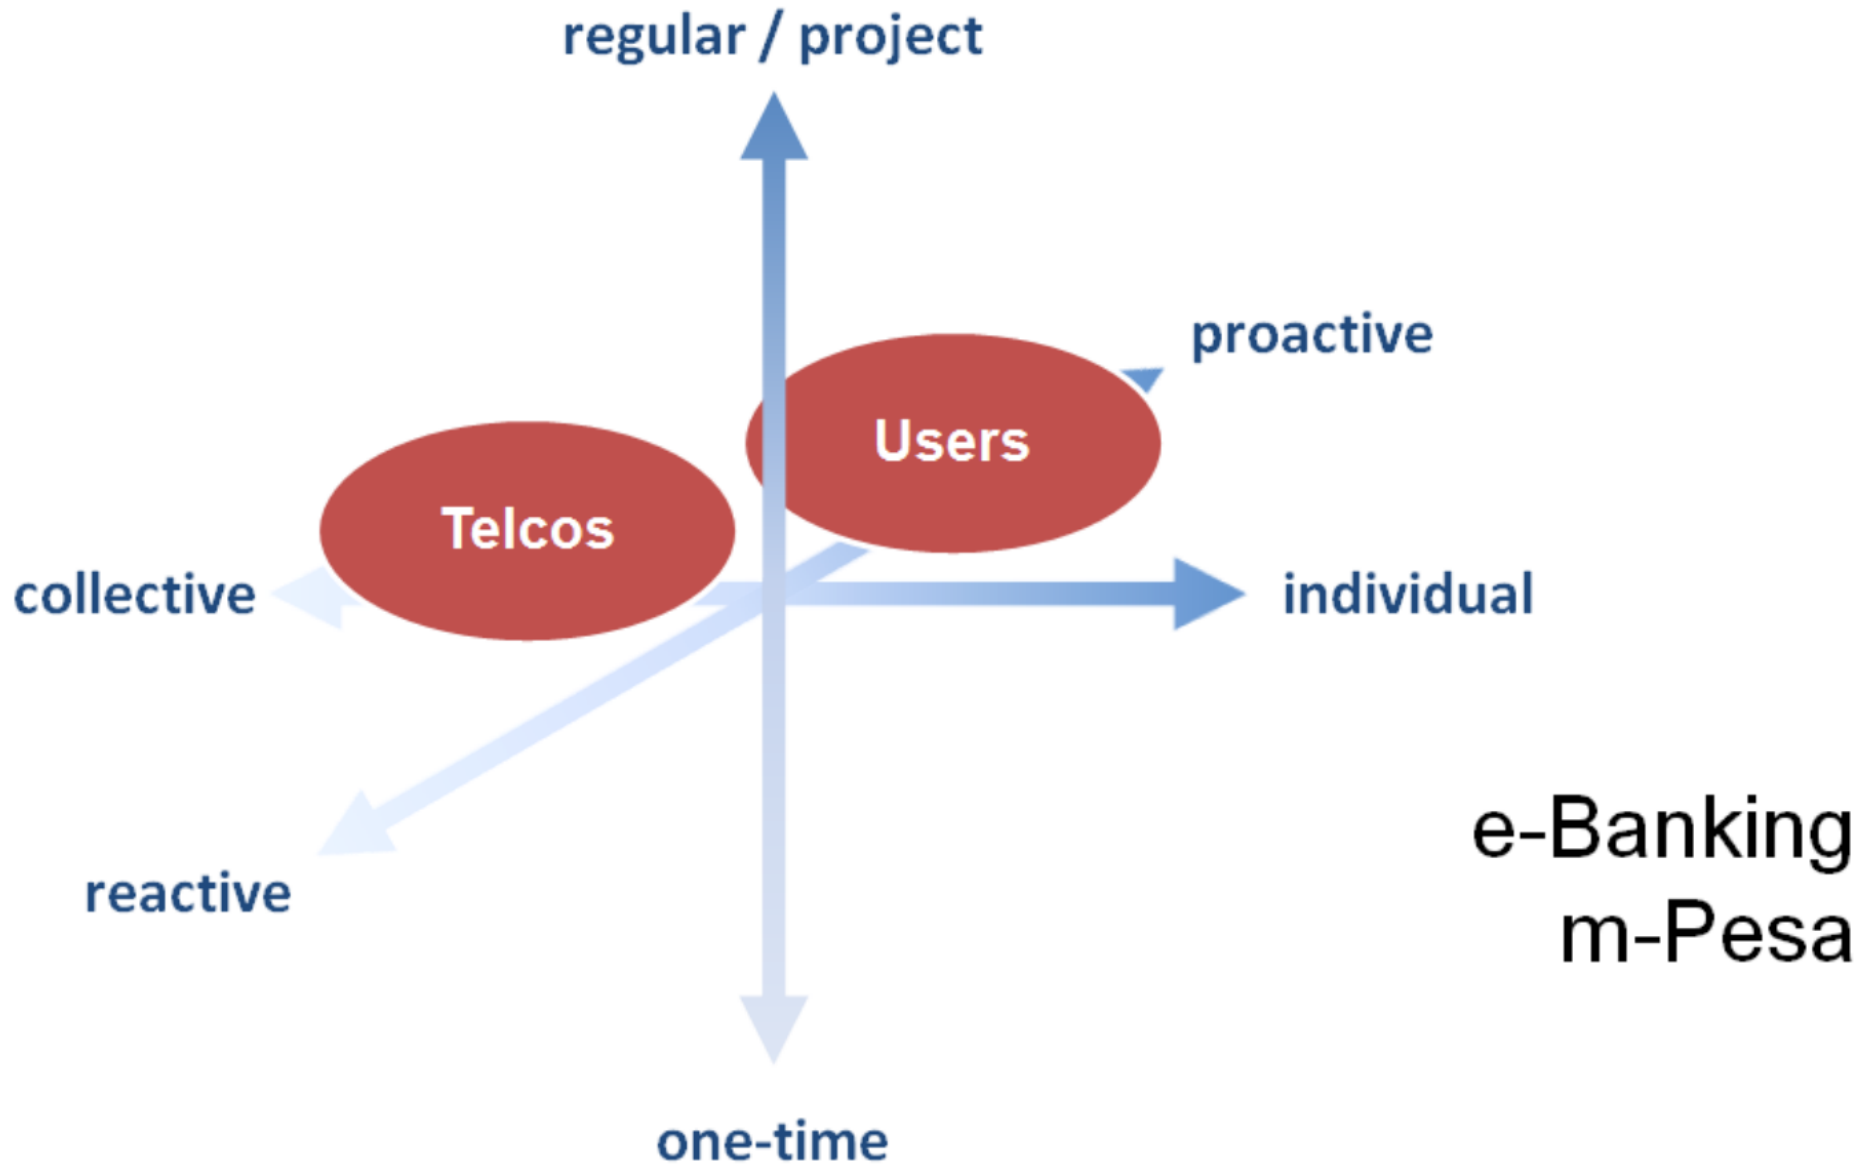 regular / project
proactive
Users
Telcos
collective
individual
reactive
e-Banking
m-Pesa
one-time